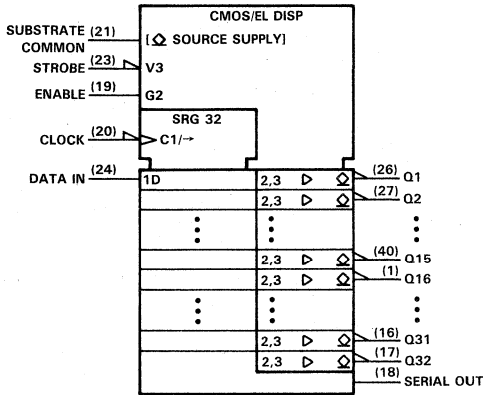 CMOS/EL DISP
SUBSTRATE COMMON (21) [◇ SOURCE SUPPLY]
STROBE (23) V3
ENABLE (19) G2
SRG 32
CLOCK (20) C1/→
DATA IN (24) 1D 2,3 ▷ ◇ (26) Q1
2,3 ▷ ◇ (27) Q2
2,3 ▷ ◇ (40) Q15
2,3 ▷ ◇ (1) Q16
2,3 ▷ ◇ (16) Q31
2,3 ▷ ◇ (17) Q32
(18) SERIAL OUT